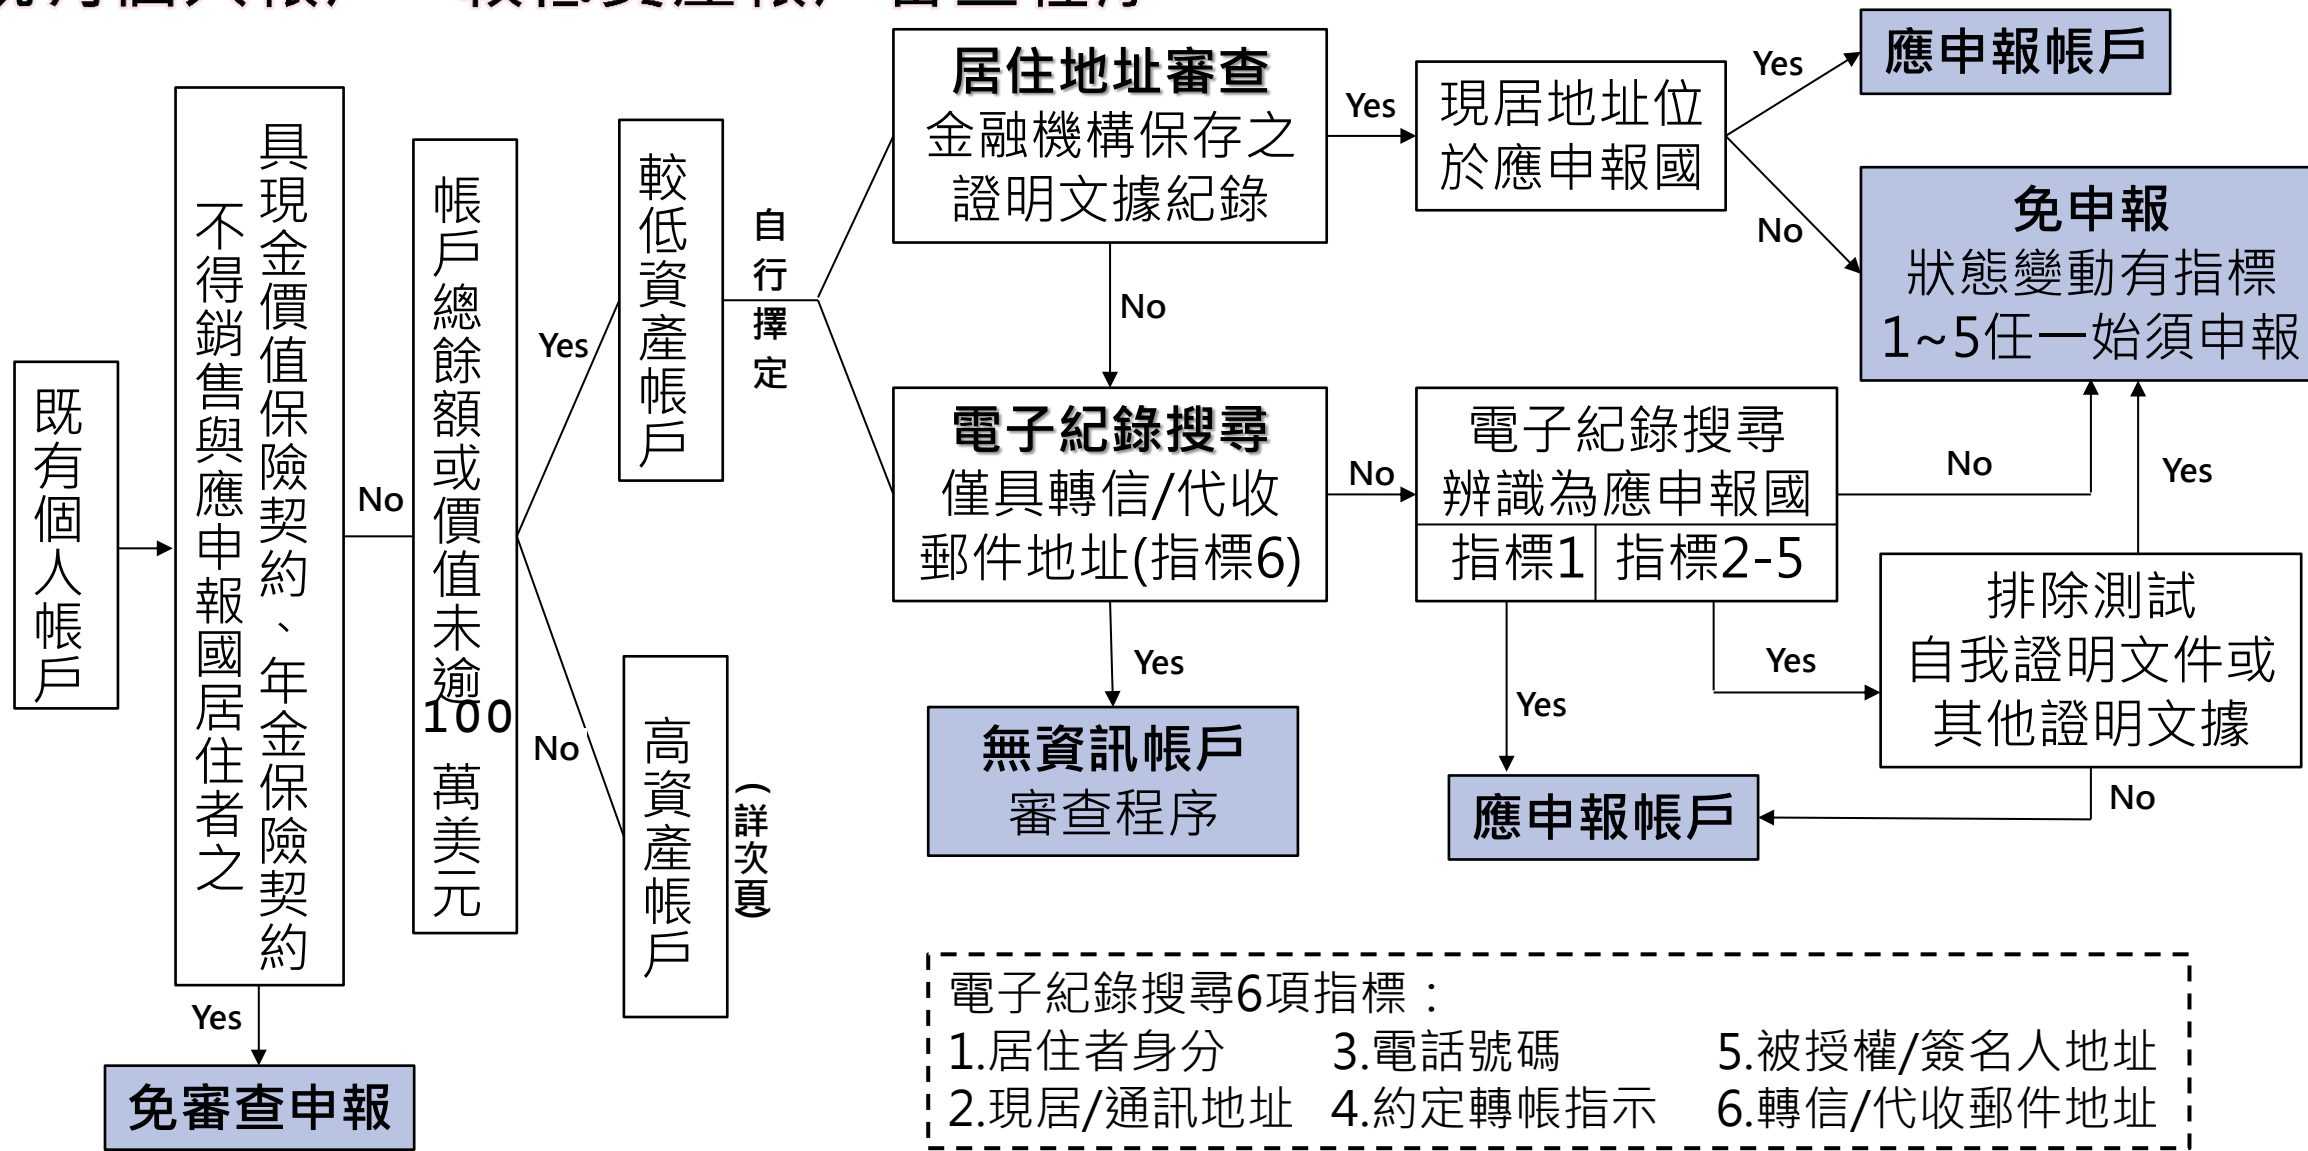 既有個人帳戶
具現金價值保險契約、年金保險契約
不得銷售與應申報國居住者之
Yes
免審查申報
No
帳戶總餘額或價值未逾
100
萬美元
Yes
No
較低資產帳戶
高資產帳戶
(詳次頁)
自行擇定
居住地址審查
金融機構保存之
證明文據紀錄
Yes
No
現居地址位
於應申報國
Yes
應申報帳戶
No
免申報
狀態變動有指標
1~5任一始須申報
電子紀錄搜尋
僅具轉信/代收
郵件地址(指標6)
No
Yes
無資訊帳戶
審查程序
電子紀錄搜尋
辨識為應申報國
指標1
指標2-5
No
Yes
Yes
Yes
排除測試
自我證明文件或
其他證明文據
No
應申報帳戶
電子紀錄搜尋6項指標：
1.居住者身分 3.電話號碼 5.被授權/簽名人地址
2.現居/通訊地址 4.約定轉帳指示 6.轉信/代收郵件地址